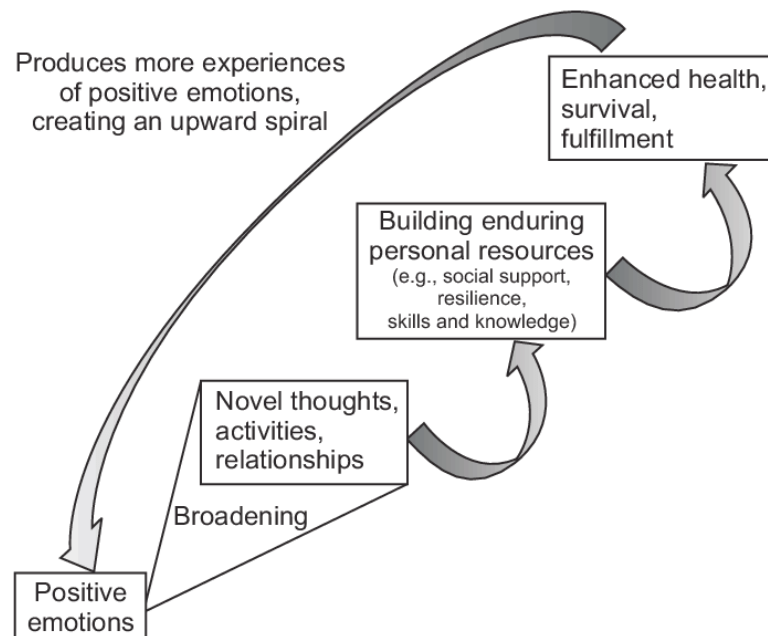 Produces more experiences
of positive emotions,
creating an upward spiral
Enhanced health,
survival,
fulfillment
Building enduring
personal resources
(e.g., social support,
resilience,
skills and knowledge)
Novel thoughts,
activities,
relationships
Broadening
Positive
emotions